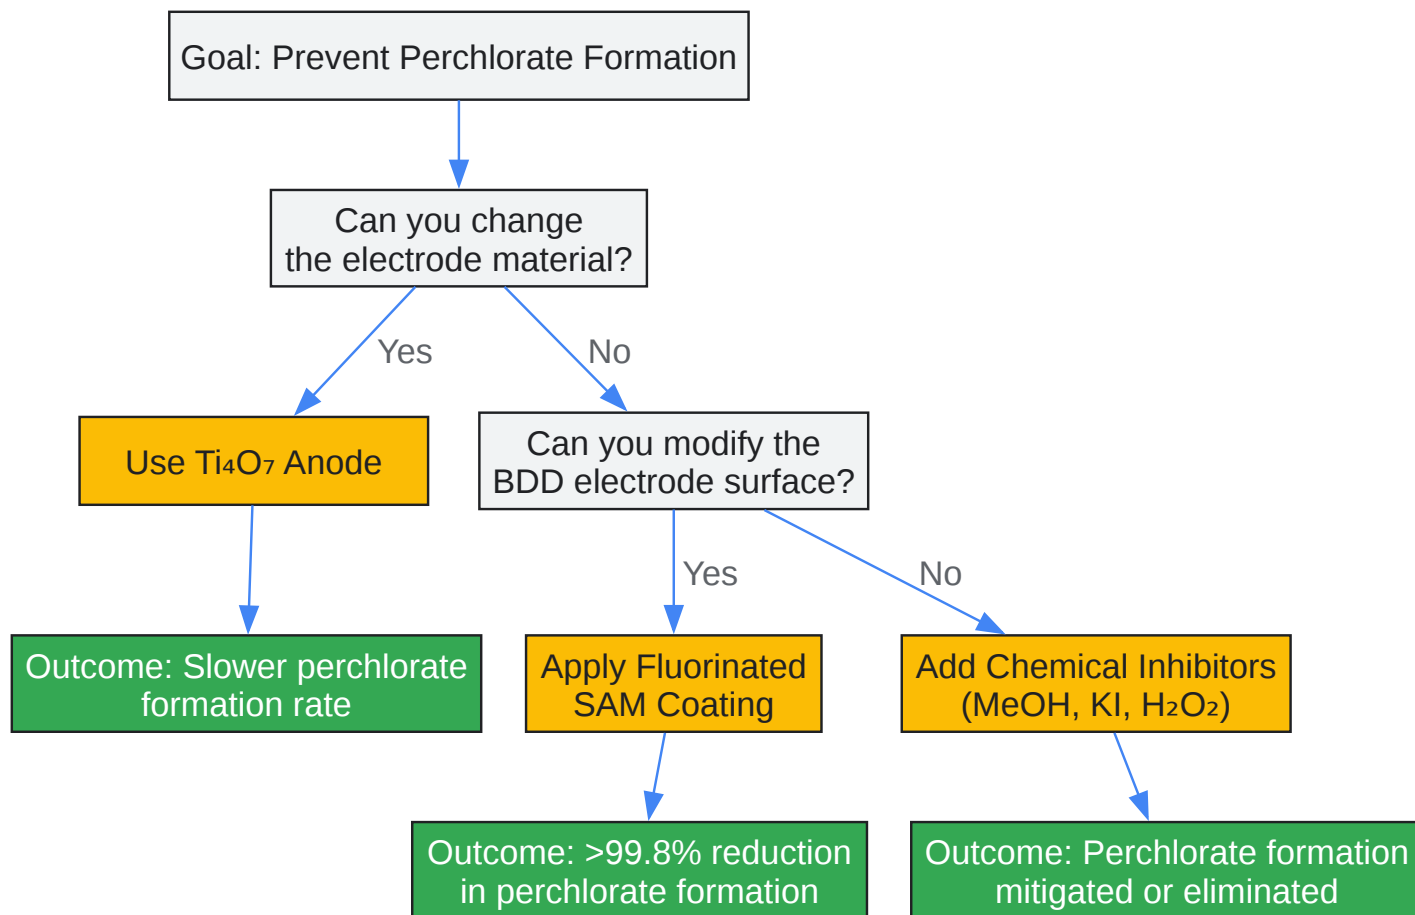 Goal: Prevent Perchlorate Formation
Can you change
the electrode material?
Yes
No
Use Ti₄O₇ Anode
Can you modify the
BDD electrode surface?
Yes
No
Outcome: Slower perchlorate
formation rate
Apply Fluorinated
SAM Coating
Add Chemical Inhibitors
(MeOH, KI, H₂O₂)
Outcome: >99.8% reduction
in perchlorate formation
Outcome: Perchlorate formation
mitigated or eliminated